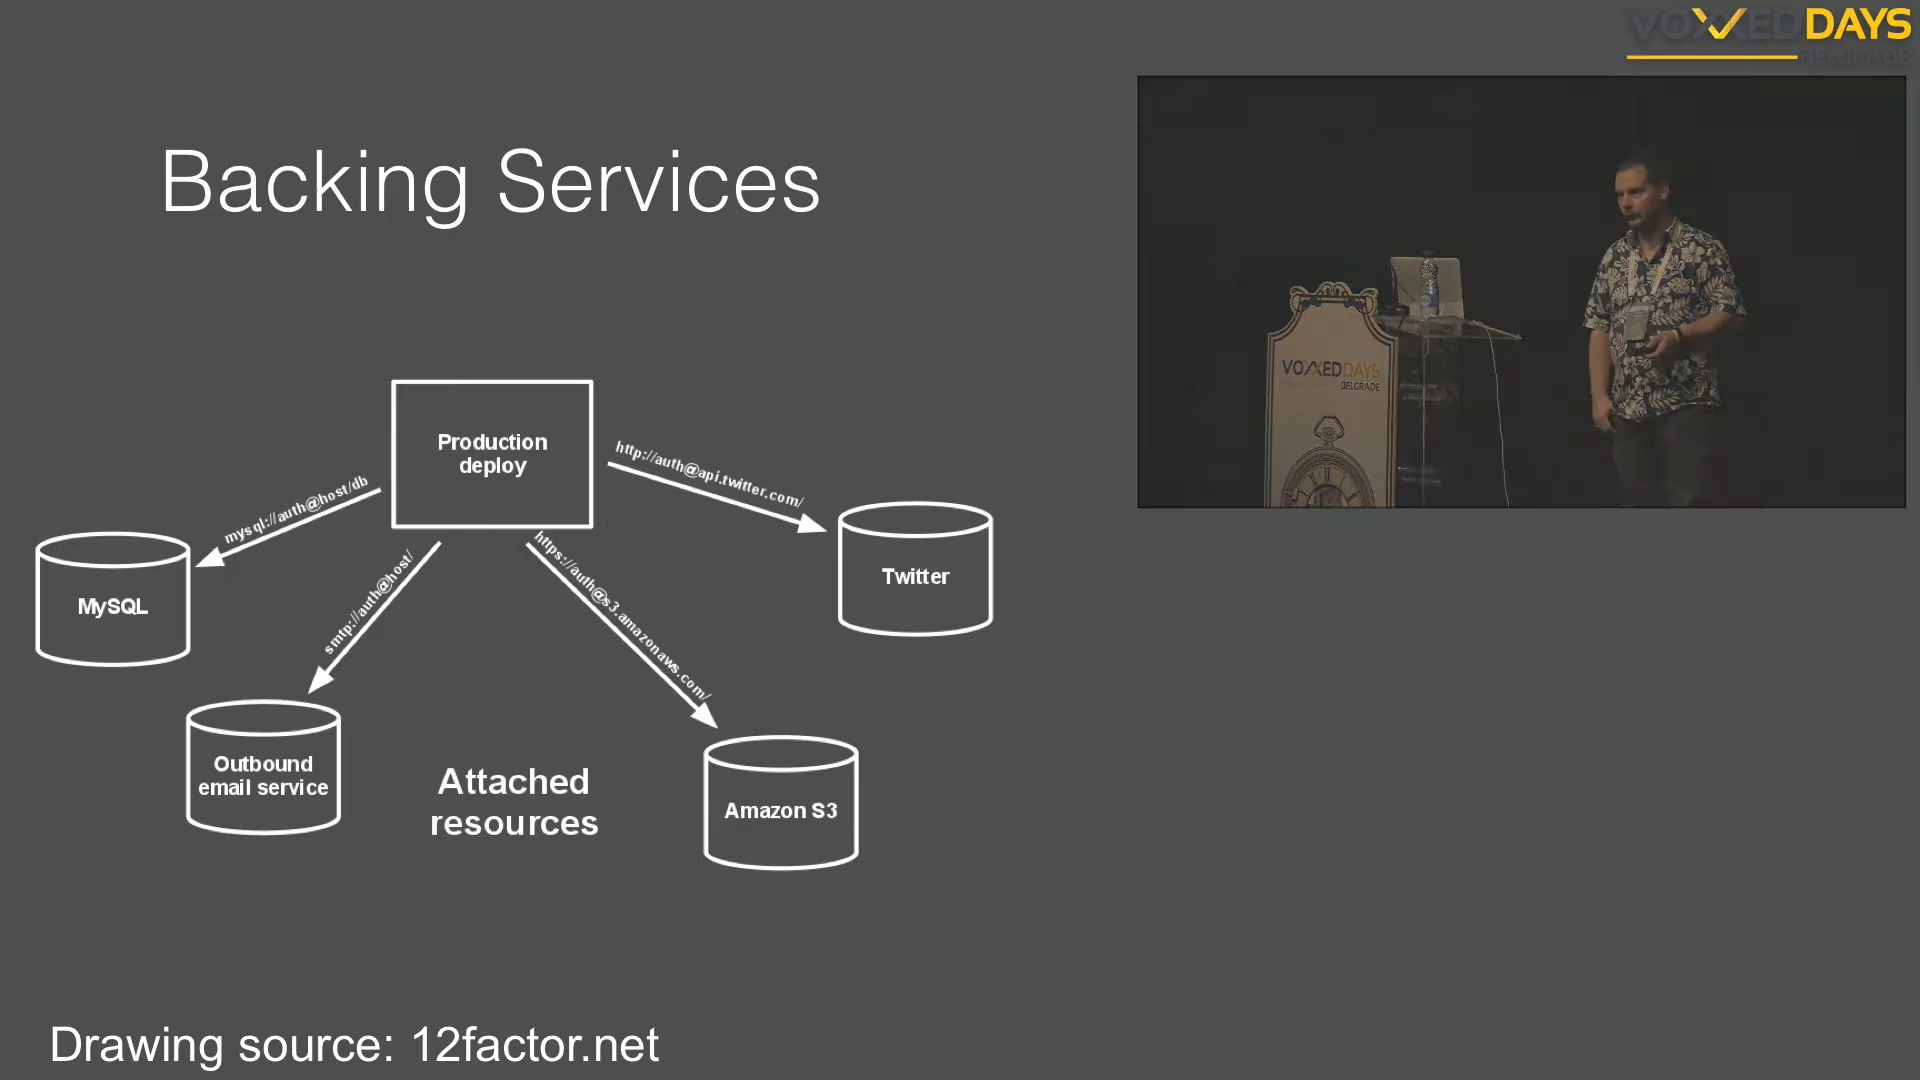 VOXXED DAYS
BELGRADE
Backing Services
Production
deploy
http://auth@api.twitter.com/
mysql://auth@host/db
smtp://auth@host/
https://auth@s3.amazonaws.com/
MySQL
Twitter
Outbound
email service
Attached
resources
Amazon S3
VOXXED DAYS
BELGRADE
Drawing source: 12factor.net